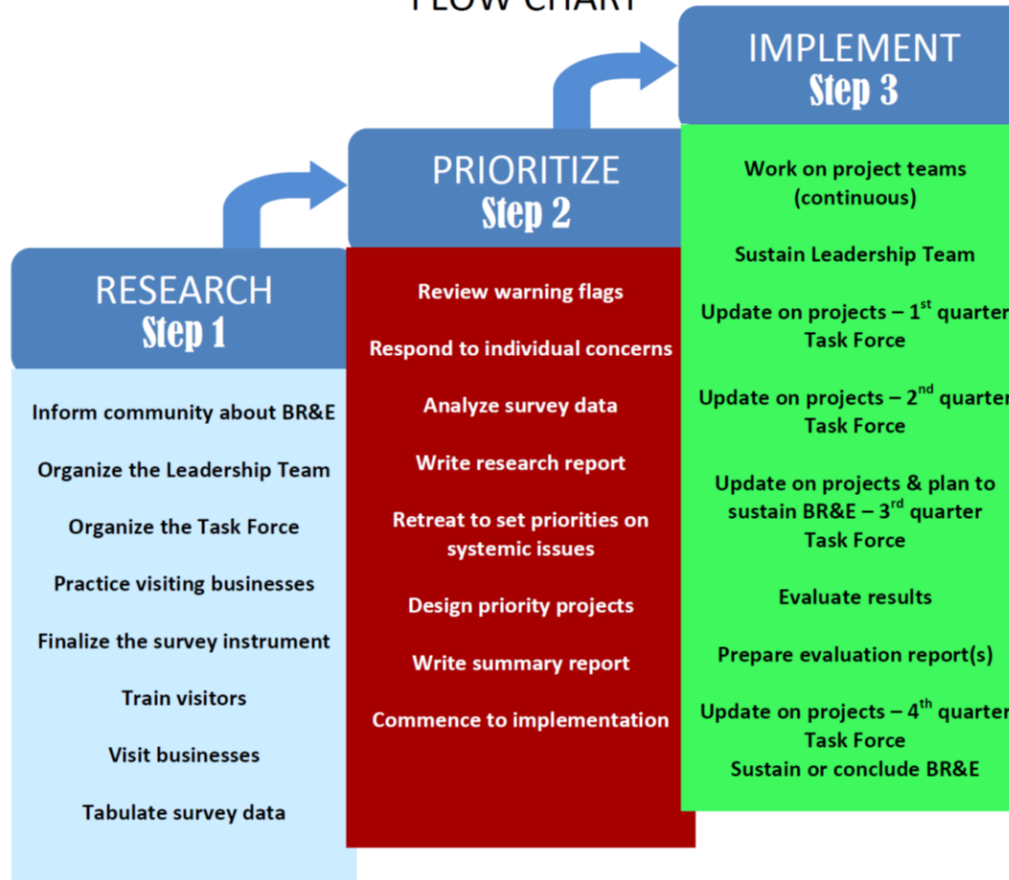 FLOW CHART
RESEARCH
Step 1
Inform community about BR&E
Organize the Leadership Team
Organize the Task Force
Practice visiting businesses
Finalize the survey instrument
Train visitors
Visit businesses
Tabulate survey data
PRIORITIZE
Step 2
Review warning flags
Respond to individual concerns
Analyze survey data
Write research report
Retreat to set priorities on
systemic issues
Design priority projects
Write summary report
Commence to implementation
IMPLEMENT
Step 3
Work on project teams
(continuous)
Sustain Leadership Team
Update on projects – 1st quarter
Task Force
Update on projects – 2nd quarter
Task Force
Update on projects & plan to
sustain BR&E – 3rd quarter
Task Force
Evaluate results
Prepare evaluation report(s)
Update on projects – 4th quarter
Task Force
Sustain or conclude BR&E